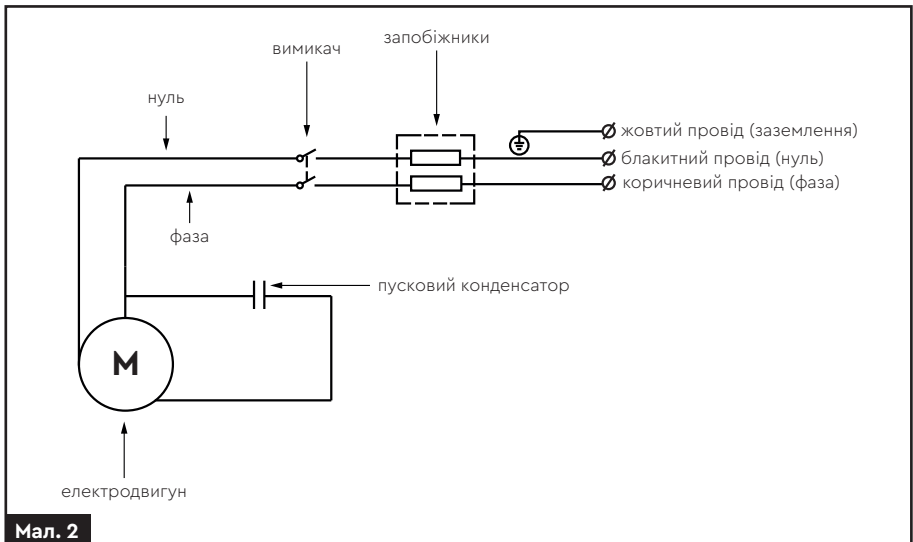 запобіжники
вимикач
нуль
жовтий провід (заземлення)
блакитний провід (нуль)
коричневий провід (фаза)
фаза
пусковий конденсатор
М
електродвигун
Мал. 2